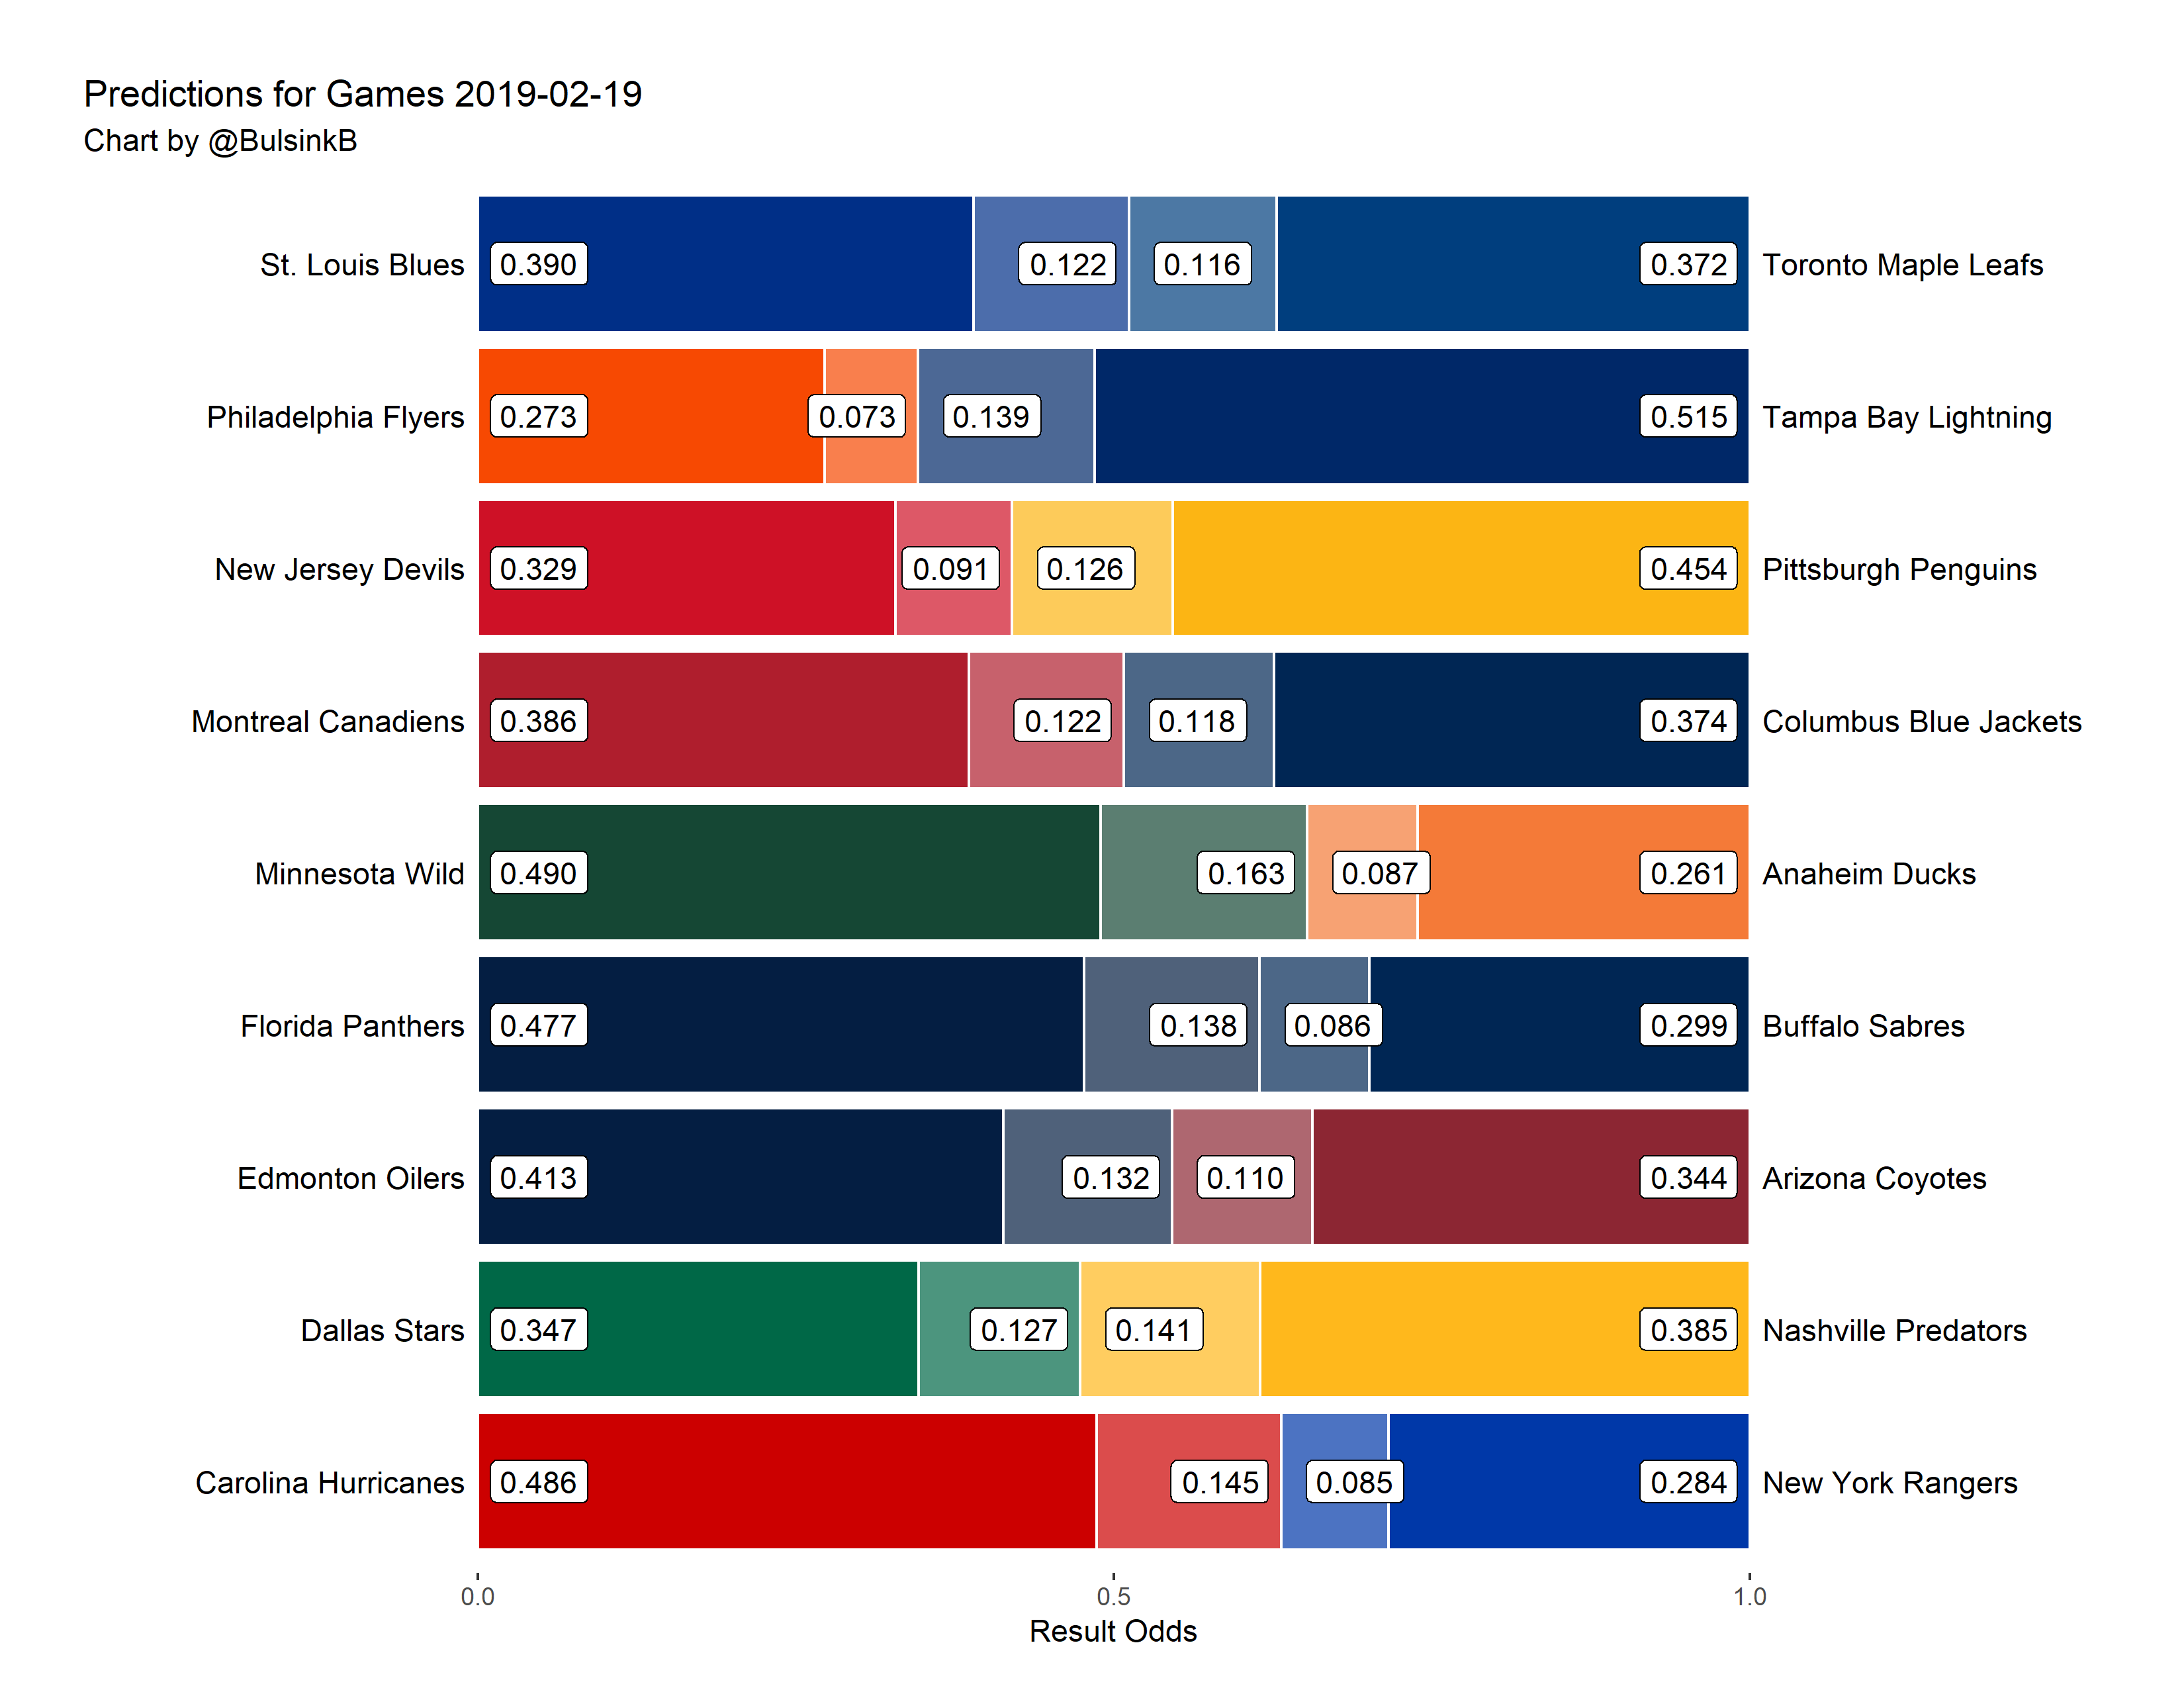 Predictions for Games 2019-02-19
Chart by @BulsinkB
St. Louis Blues 0.390 0.122 0.116 0.372 Toronto Maple Leafs
Philadelphia Flyers 0.273 0.073 0.139 0.515 Tampa Bay Lightning
New Jersey Devils 0.329 0.091 0.126 0.454 Pittsburgh Penguins
Montreal Canadiens 0.386 0.122 0.118 0.374 Columbus Blue Jackets
Minnesota Wild 0.490 0.163 0.087 0.261 Anaheim Ducks
Florida Panthers 0.477 0.138 0.086 0.299 Buffalo Sabres
Edmonton Oilers 0.413 0.132 0.110 0.344 Arizona Coyotes
Dallas Stars 0.347 0.127 0.141 0.385 Nashville Predators
Carolina Hurricanes 0.486 0.145 0.085 0.284 New York Rangers
0.0 0.5 1.0
Result Odds